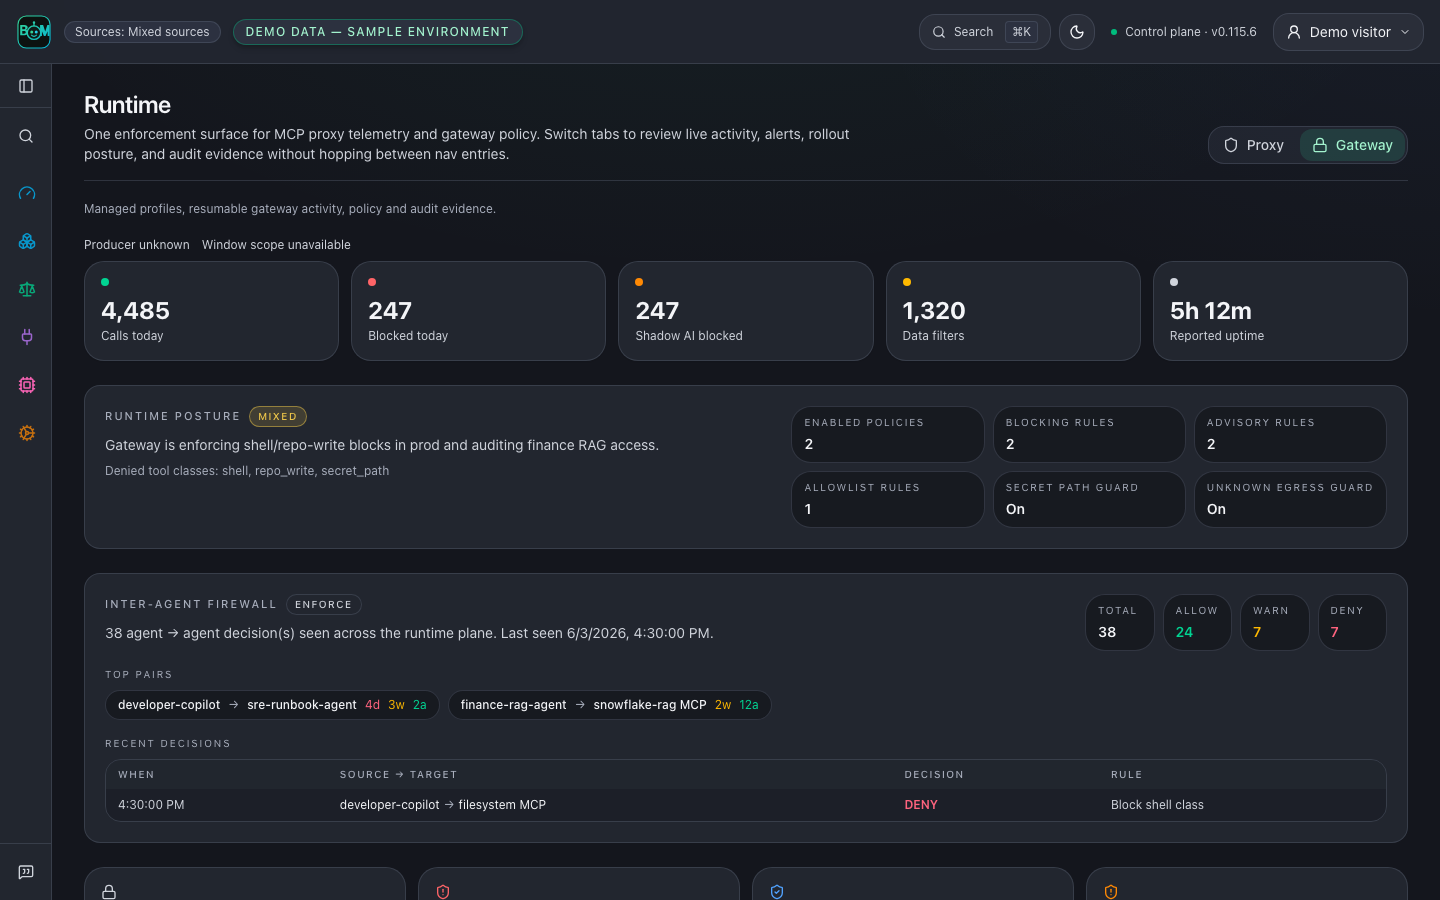 BOM
Sources: Mixed sources
DEMO DATA — SAMPLE ENVIRONMENT
Search ⌘K
Control plane · v0.115.6
Demo visitor
Runtime
One enforcement surface for MCP proxy telemetry and gateway policy. Switch tabs to review live activity, alerts, rollout
posture, and audit evidence without hopping between nav entries.
Proxy
Gateway
Managed profiles, resumable gateway activity, policy and audit evidence.
Producer unknown Window scope unavailable
4,485
Calls today
247
Blocked today
247
Shadow AI blocked
1,320
Data filters
5h 12m
Reported uptime
RUNTIME POSTURE MIXED
Gateway is enforcing shell/repo-write blocks in prod and auditing finance RAG access.
Denied tool classes: shell, repo_write, secret_path
ENABLED POLICIES
2
BLOCKING RULES
2
ADVISORY RULES
2
ALLOWLIST RULES
1
SECRET PATH GUARD
On
UNKNOWN EGRESS GUARD
On
INTER-AGENT FIREWALL ENFORCE
38 agent → agent decision(s) seen across the runtime plane. Last seen 6/3/2026, 4:30:00 PM.
TOTAL
38
ALLOW
24
WARN
7
DENY
7
TOP PAIRS
developer-copilot → sre-runbook-agent 4d 3w 2a
finance-rag-agent → snowflake-rag MCP 2w 12a
RECENT DECISIONS
WHEN SOURCE → TARGET DECISION RULE
4:30:00 PM developer-copilot → filesystem MCP DENY Block shell class